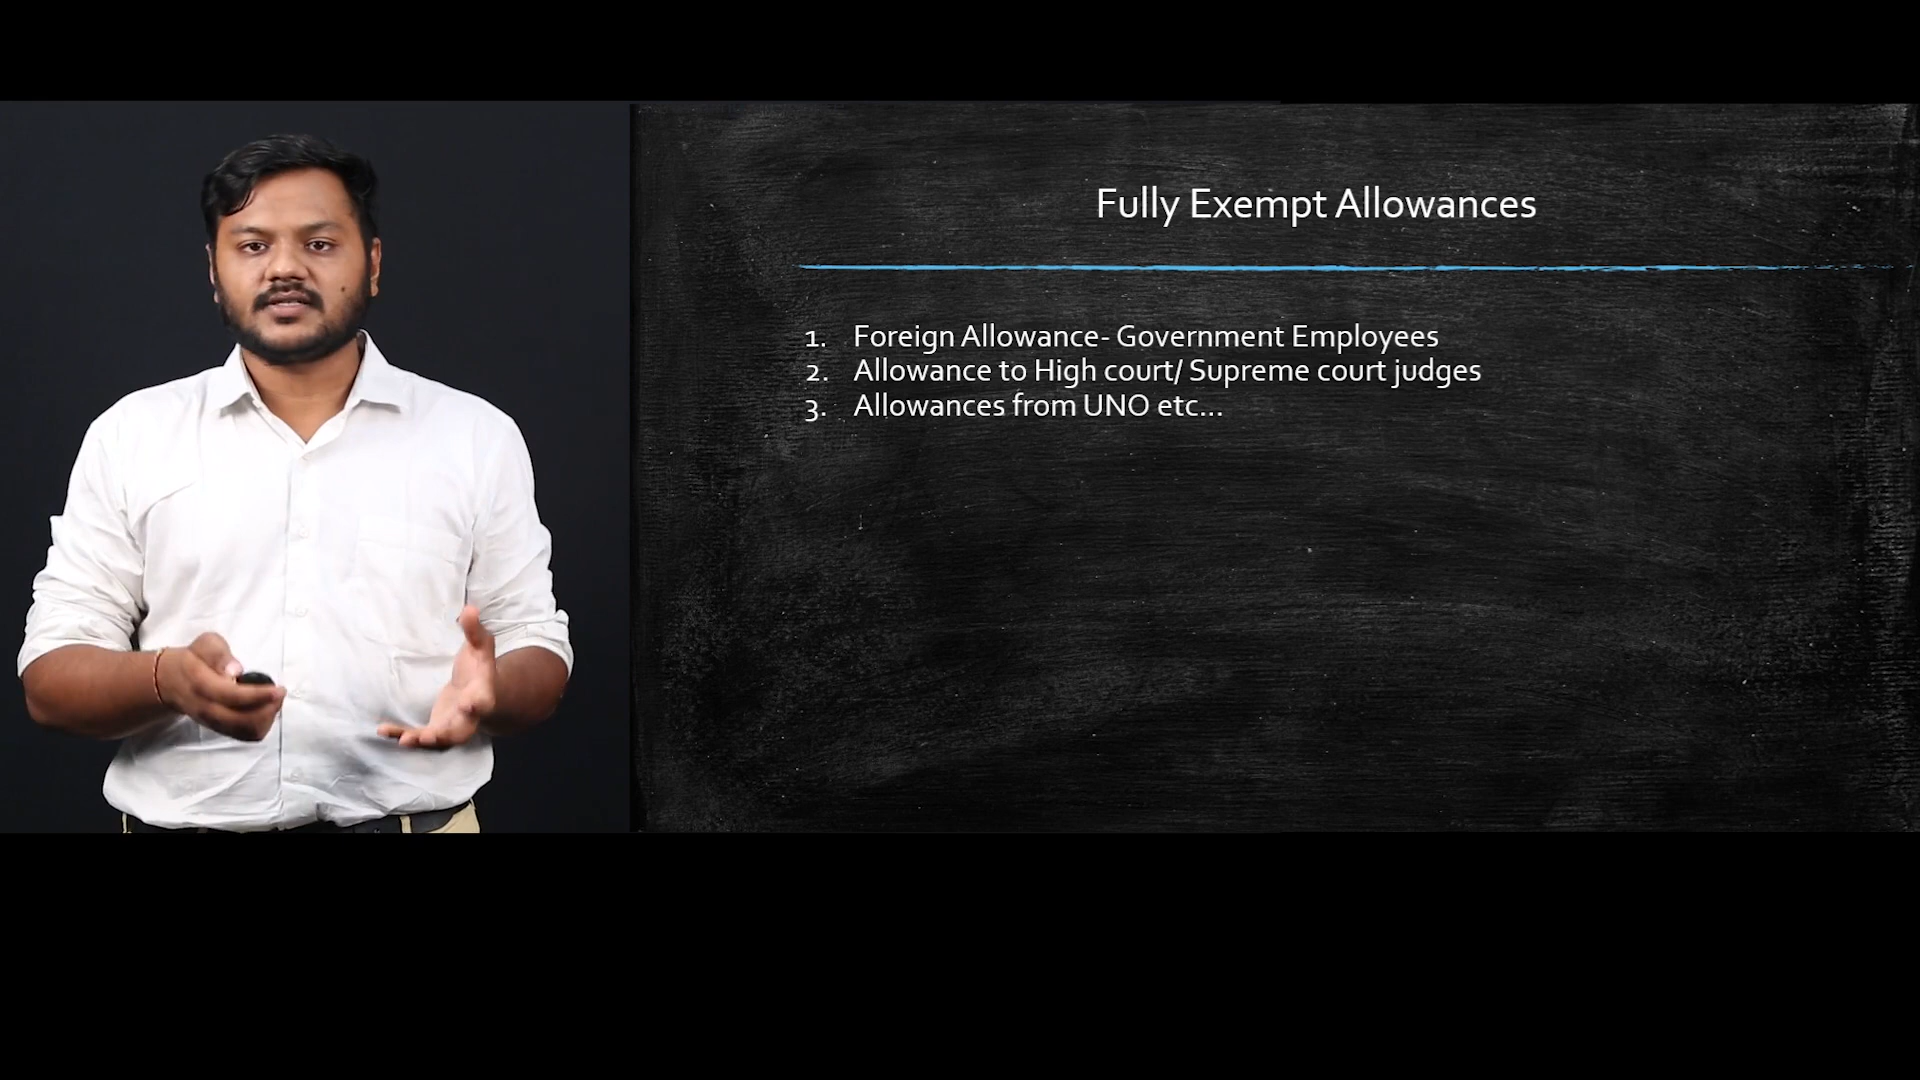 Fully Exempt Allowances
1. Foreign Allowance- Government Employees
2. Allowance to High court/ Supreme court judges
3. Allowances from UNO etc...